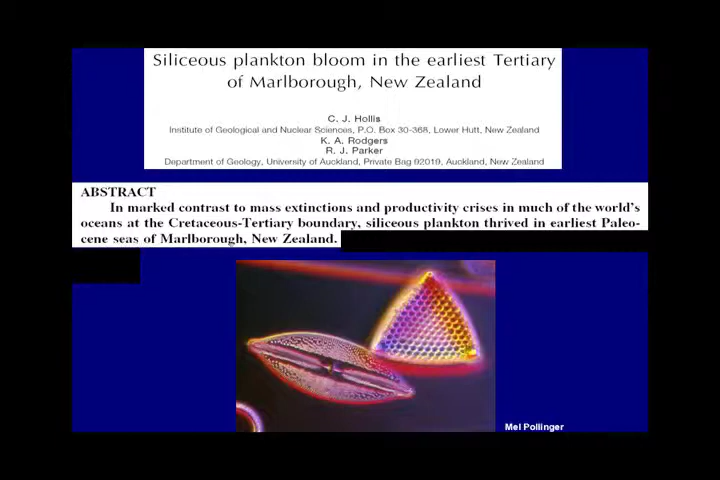 Siliceous plankton bloom in the earliest Tertiary
of Marlborough, New Zealand
C. J. Hollis
Institute of Geological and Nuclear Sciences, P.O. Box 30-368, Lower Hutt, New Zealand
K. A. Rodgers
R. J. Parker
Department of Geology, University of Auckland, Private Bag 92019, Auckland, New Zealand
ABSTRACT
In marked contrast to mass extinctions and productivity crises in much of the world's
oceans at the Cretaceous-Tertiary boundary, siliceous plankton thrived in earliest Paleo-
cene seas of Marlborough, New Zealand.
Mel Pollinger